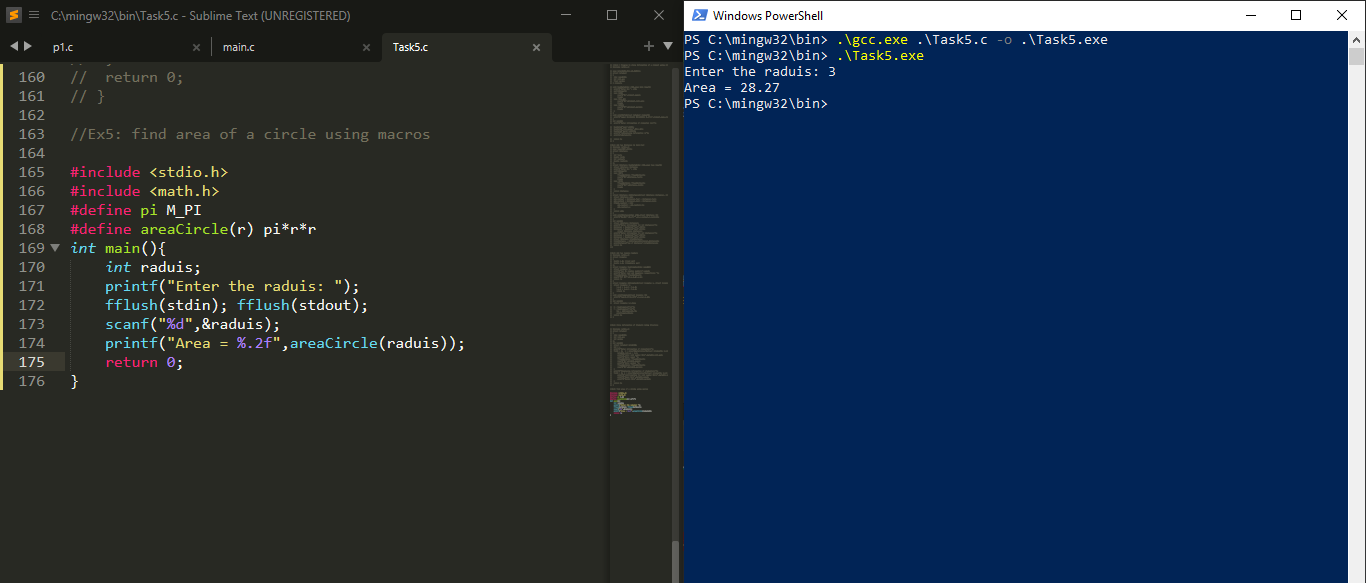 C:\mingw32\bin\Task5.c - Sublime Text (UNREGISTERED)
p1.c
main.c
Task5.c
160 //  return 0;
161 // }
162
163 //Ex5: find area of a circle using macros
164
165 #include <stdio.h>
166 #include <math.h>
167 #define pi M_PI
168 #define areaCircle(r) pi*r*r
169 int main(){
170     int raduis;
171     printf("Enter the raduis: ");
172     fflush(stdin); fflush(stdout);
173     scanf("%d",&raduis);
174     printf("Area = %.2f",areaCircle(raduis));
175     return 0;
176 }
Windows PowerShell
PS C:\mingw32\bin> .\gcc.exe .\Task5.c -o .\Task5.exe
PS C:\mingw32\bin> .\Task5.exe
Enter the raduis: 3
Area = 28.27
PS C:\mingw32\bin>